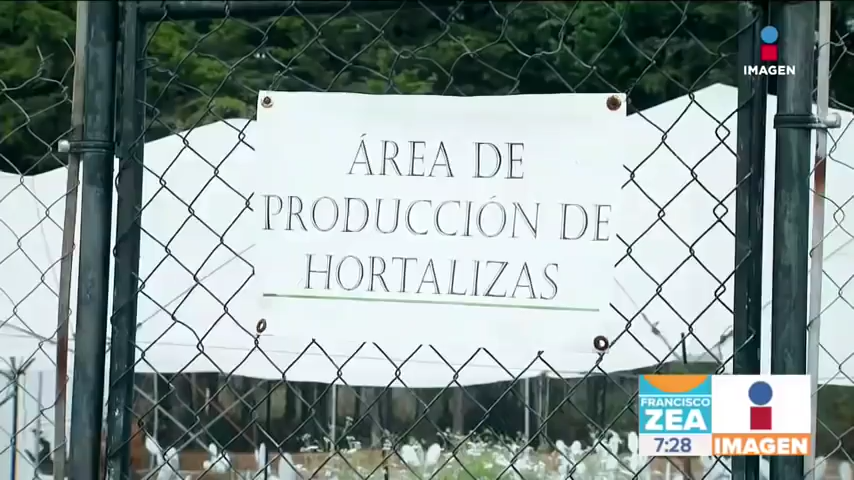 IMAGEN
ÁREA DE
PRODUCCIÓN DE
HORTALIZAS
FRANCISCO
ZEA
7:28
IMAGEN